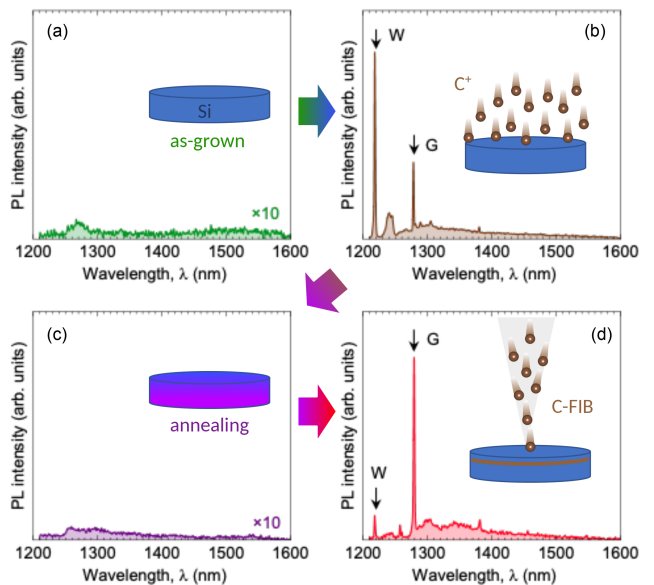 (a)
PL intensity (arb. units)
Si
as-grown
×10
1200 1300 1400 1500 1600
Wavelength, λ (nm)
(b)
PL intensity (arb. units)
W
G
C⁺
1200 1300 1400 1500 1600
Wavelength, λ (nm)
(c)
PL intensity (arb. units)
annealing
×10
1200 1300 1400 1500 1600
Wavelength, λ (nm)
(d)
PL intensity (arb. units)
G
W
C-FIB
1200 1300 1400 1500 1600
Wavelength, λ (nm)